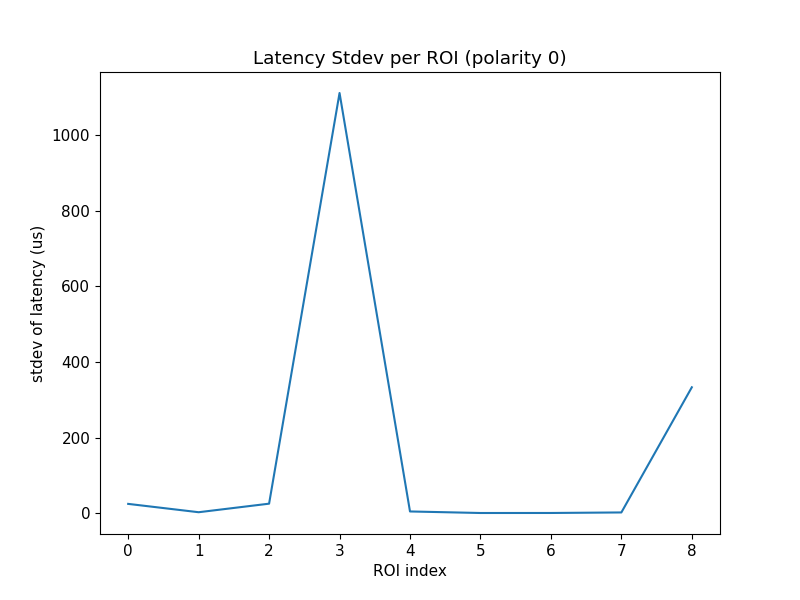 Latency Stdev per ROI (polarity 0)
1000
800
600
400
200
0
stdev of latency (us)
0 1 2 3 4 5 6 7 8
ROI index